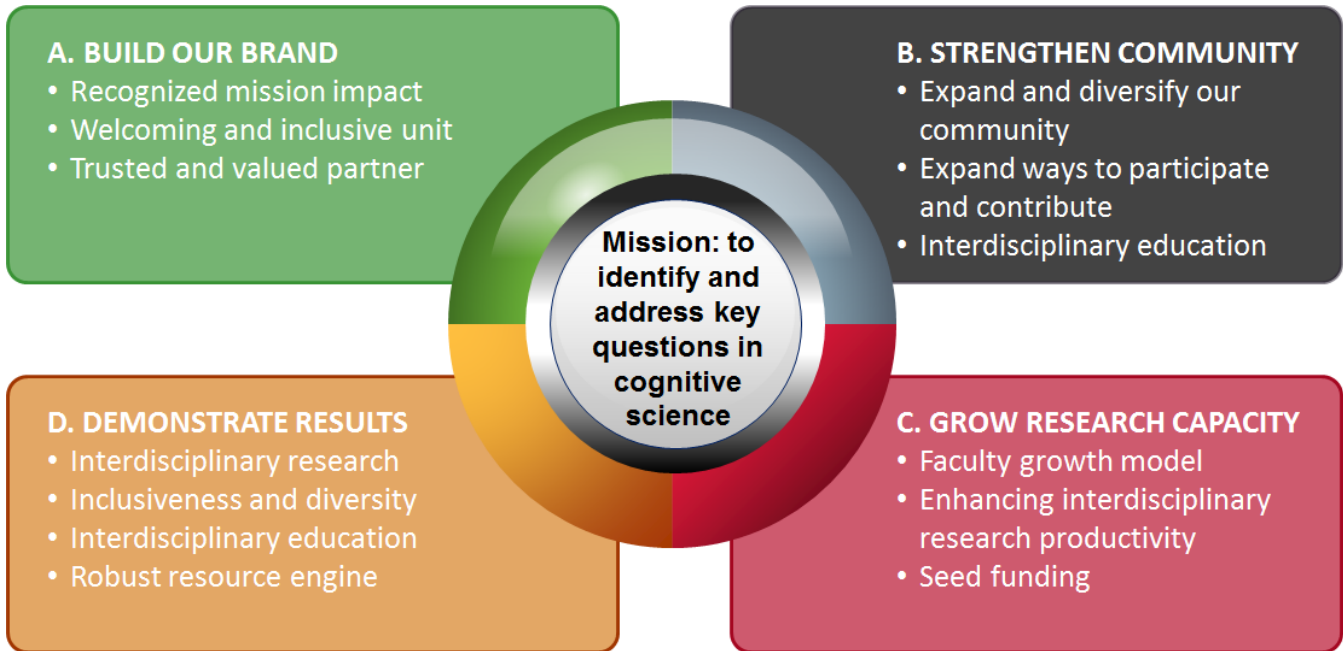 A. BUILD OUR BRAND
• Recognized mission impact
• Welcoming and inclusive unit
• Trusted and valued partner
B. STRENGTHEN COMMUNITY
• Expand and diversify our
community
• Expand ways to participate
and contribute
• Interdisciplinary education
Mission: to
identify and
address key
questions in
cognitive
science
D. DEMONSTRATE RESULTS
• Interdisciplinary research
• Inclusiveness and diversity
• Interdisciplinary education
• Robust resource engine
C. GROW RESEARCH CAPACITY
• Faculty growth model
• Enhancing interdisciplinary
research productivity
• Seed funding